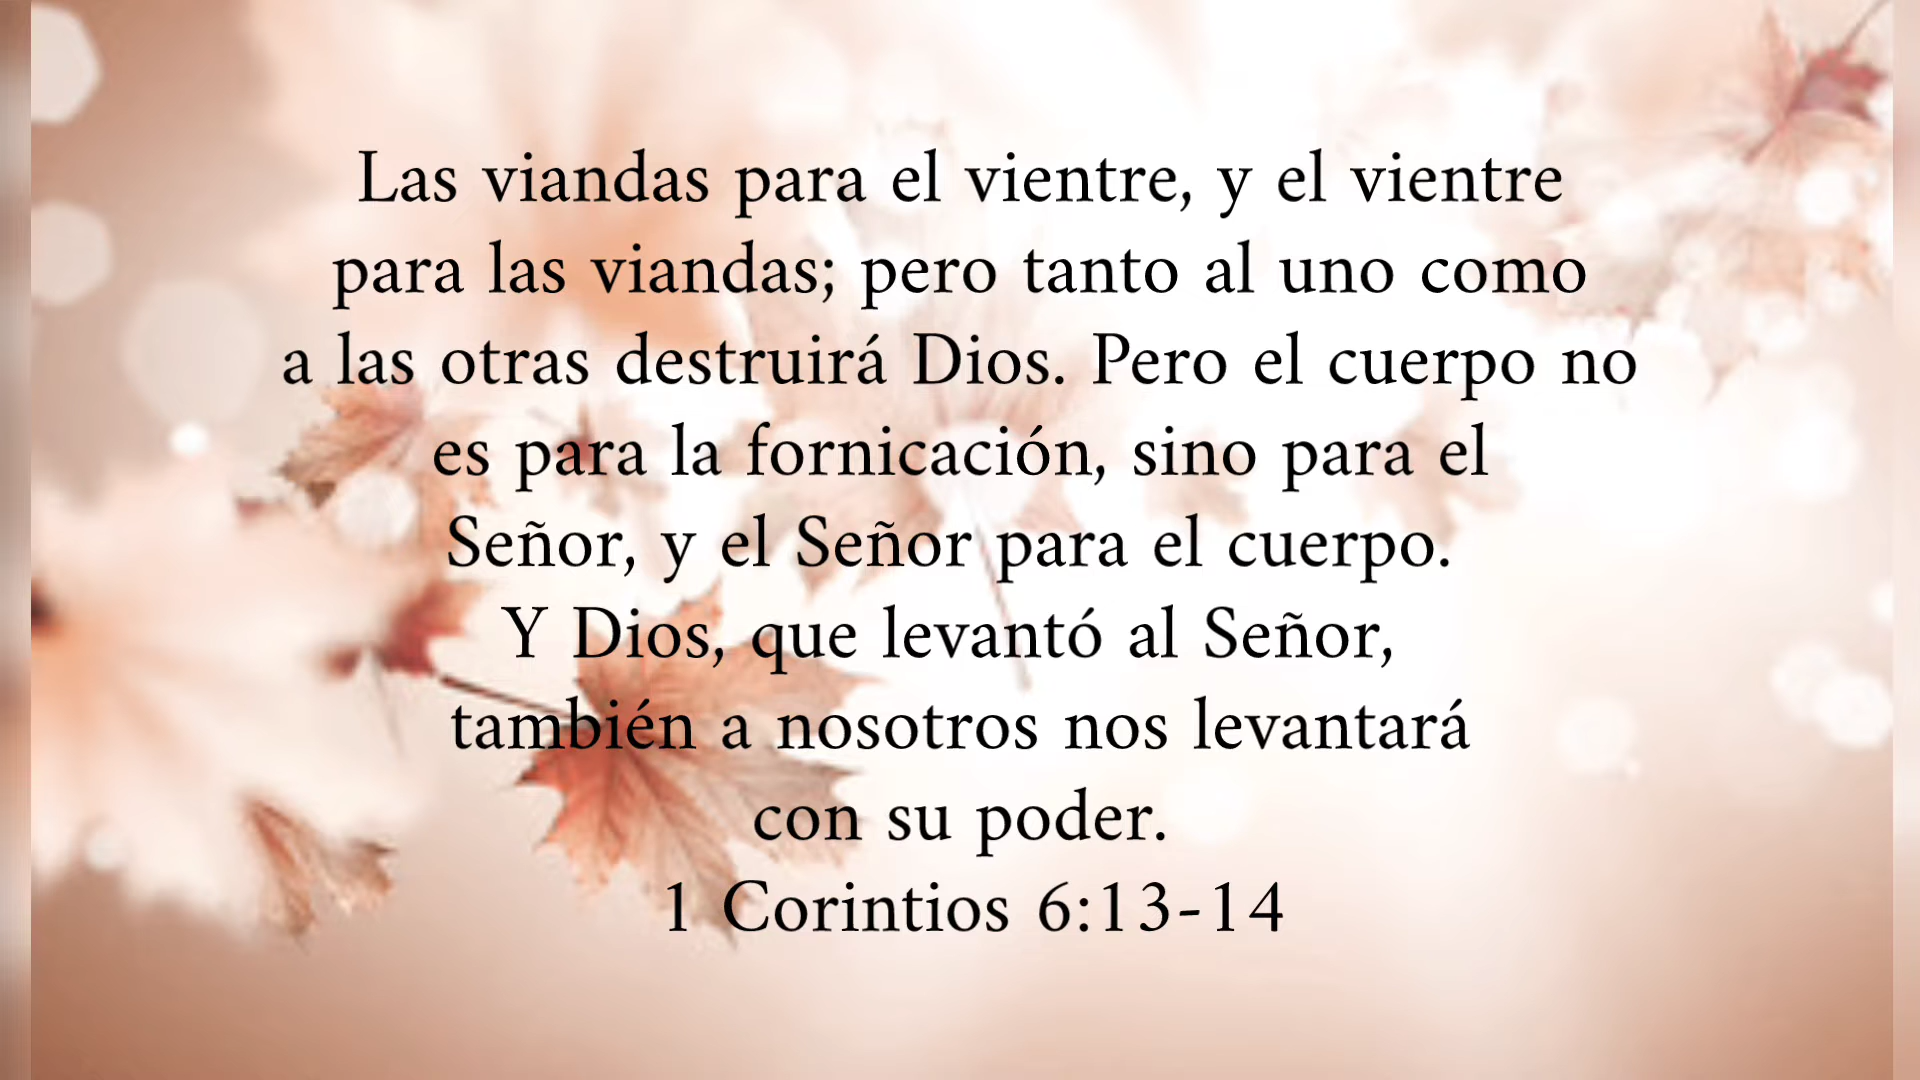 Las viandas para el vientre, y el vientre
para las viandas; pero tanto al uno como
a las otras destruirá Dios. Pero el cuerpo no
es para la fornicación, sino para el
Señor, y el Señor para el cuerpo.
Y Dios, que levantó al Señor,
también a nosotros nos levantará
con su poder.
1 Corintios 6:13-14